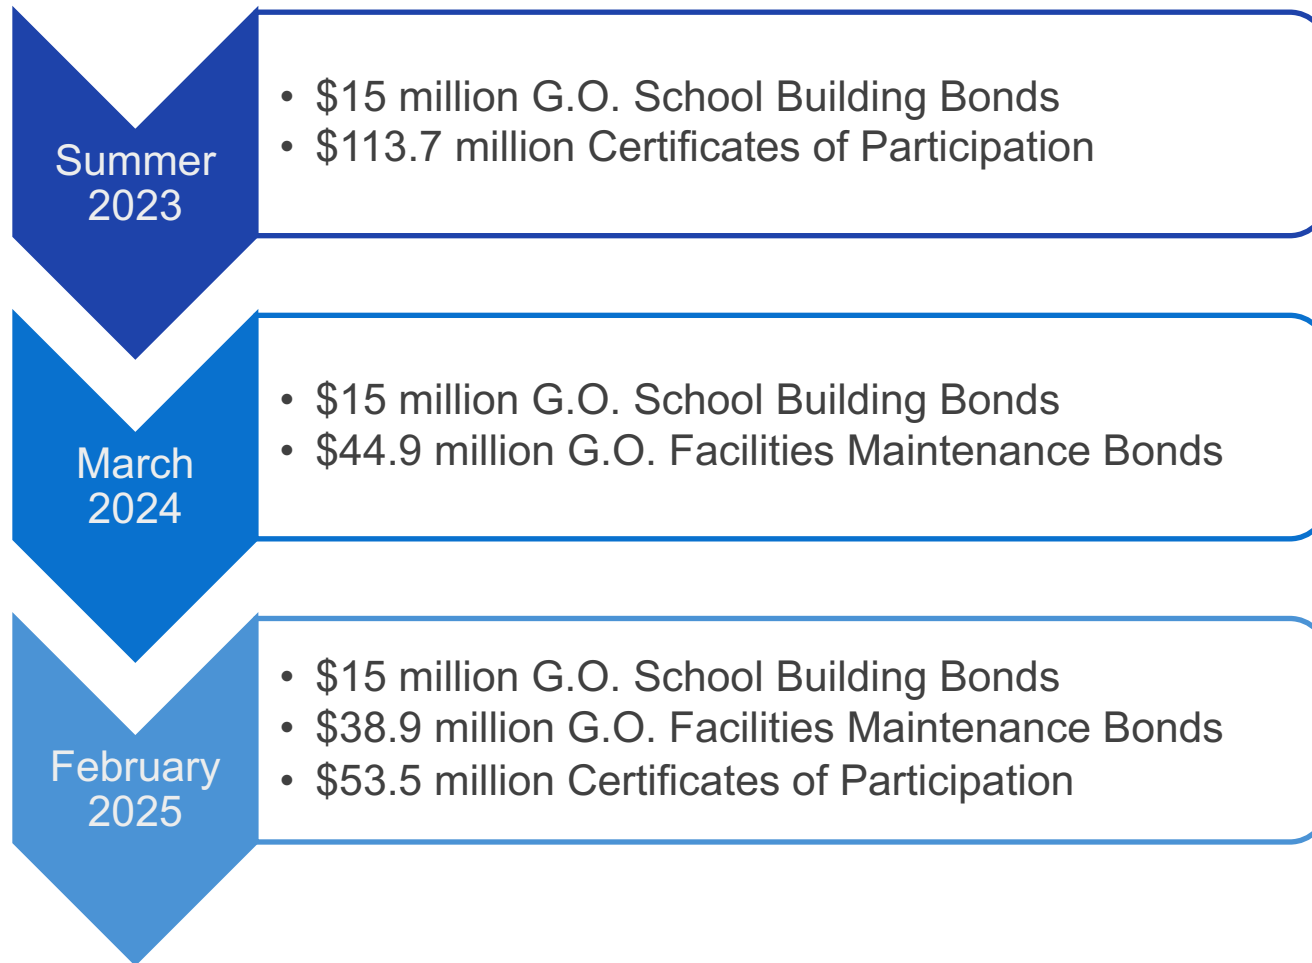 Summer
2023
• $15 million G.O. School Building Bonds
• $113.7 million Certificates of Participation
March
2024
• $15 million G.O. School Building Bonds
• $44.9 million G.O. Facilities Maintenance Bonds
February
2025
• $15 million G.O. School Building Bonds
• $38.9 million G.O. Facilities Maintenance Bonds
• $53.5 million Certificates of Participation